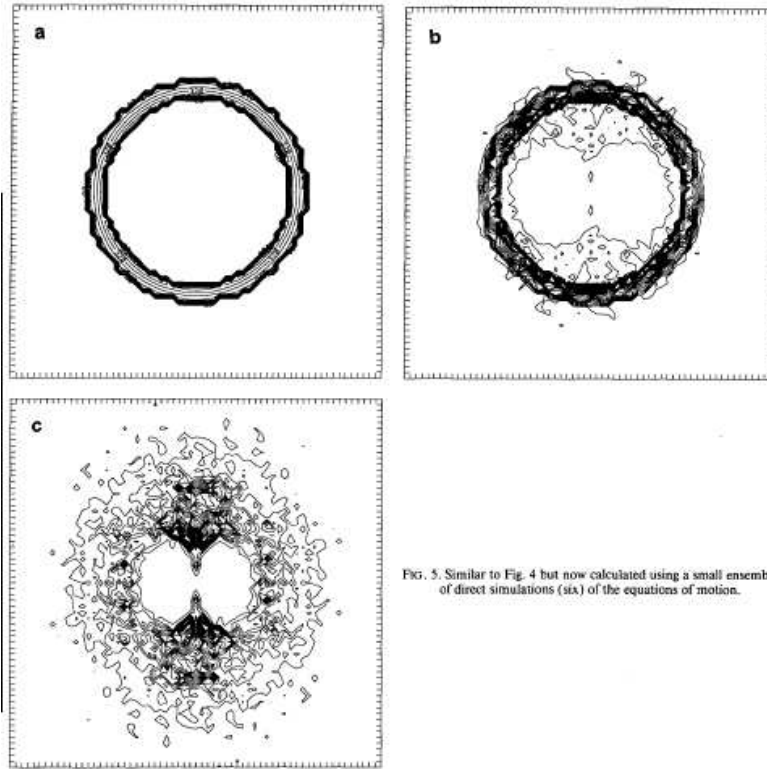 a
b
c
FIG. 5. Similar to Fig. 4 but now calculated using a small ensemb
of direct simulations (six) of the equations of motion.